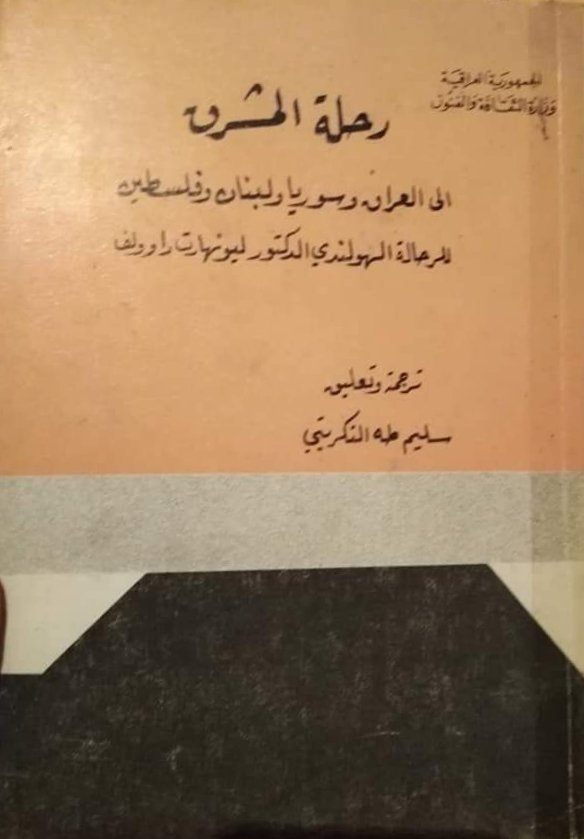 الجمهورية العراقية
وزارة الثقافة والفنون
رحلة المشرق
الى العراق وسوريا ولبنان وفلسطين
للرحالة الهولندي الدكتور ليونهارت راوولف
ترجمة وتعليق
سليم طه التكريتي